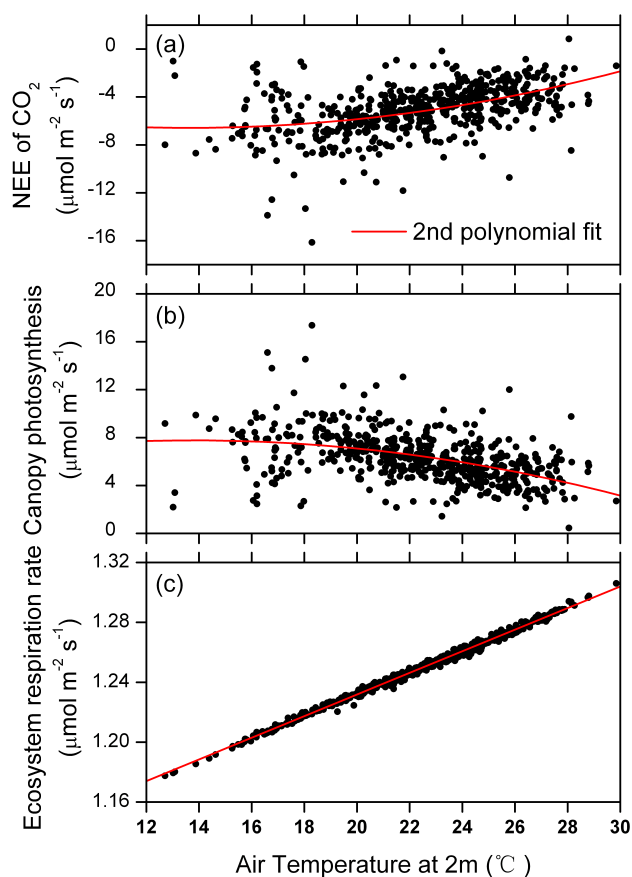 (a)
0
-4
-8
-12
-16
NEE of CO2
(μmol m-2 s-1)
2nd polynomial fit
(b)
20
16
12
8
4
0
Canopy photosynthesis
(μmol m-2 s-1)
(c)
1.32
1.28
1.24
1.20
1.16
Ecosystem respiration rate
(μmol m-2 s-1)
12 14 16 18 20 22 24 26 28 30
Air Temperature at 2m (℃)